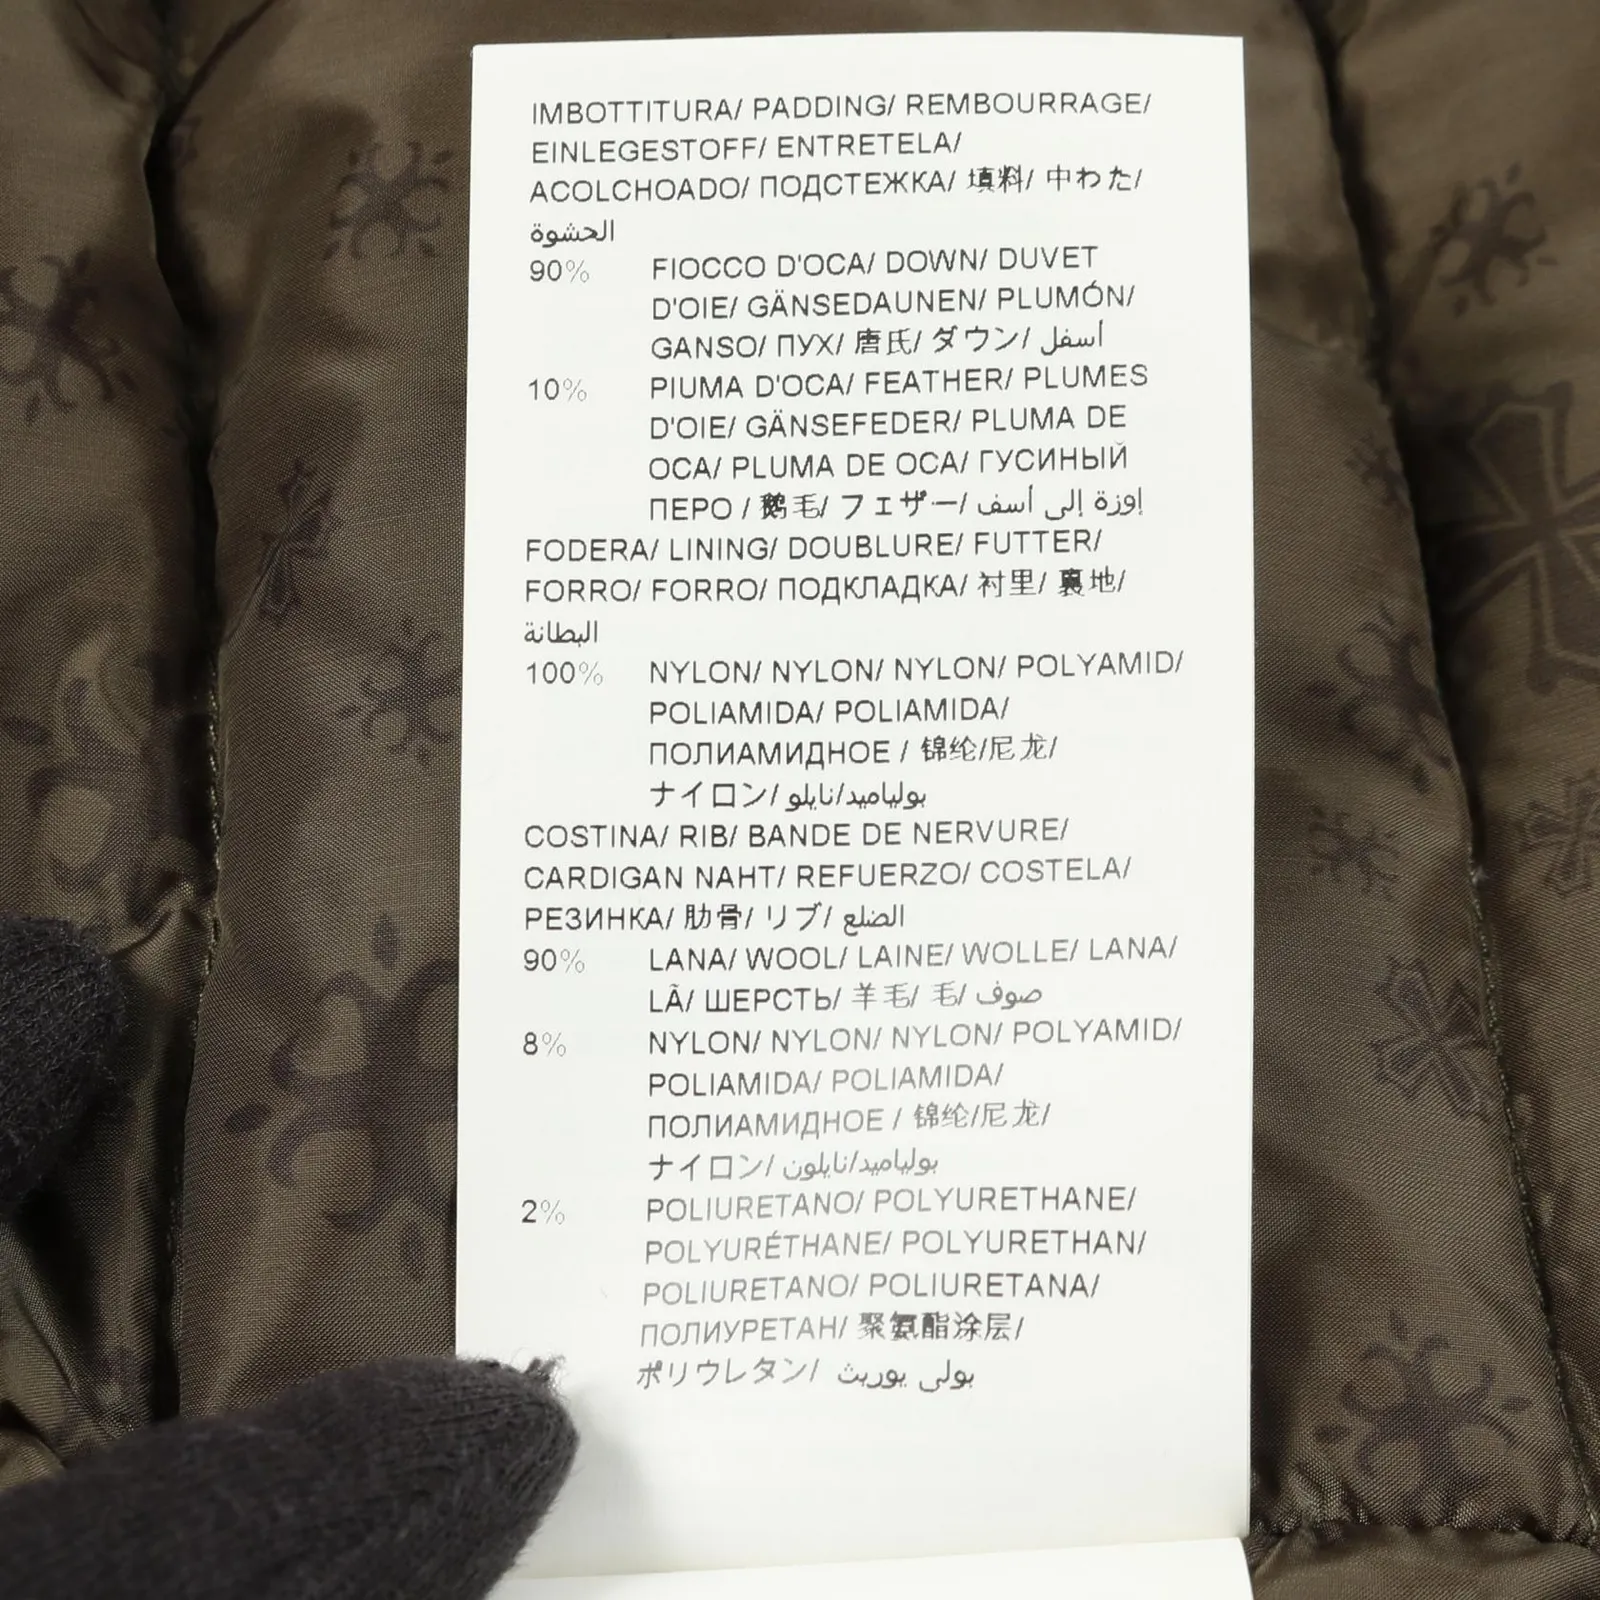 IMBOTTITURA/ PADDING/ REMBOURRAGE/
EINLEGESTOFF/ ENTRETELA/
ACOLCHOADO/ ПОДСТЕЖКА/ 填料/ 中わた/
الحشوة
90% FIOCCO D'OCA/ DOWN/ DUVET
D'OIE/ GÄNSEDAUNEN/ PLUMÓN/
GANSO/ ПУХ/ 唐氏/ ダウン/ أسفل
10% PIUMA D'OCA/ FEATHER/ PLUMES
D'OIE/ GÄNSEFEDER/ PLUMA DE
OCA/ PLUMA DE OCA/ ГУСИНЫЙ
ПЕРО / 鹅毛/ フェザー/ إوزة إلى أسف
FODERA/ LINING/ DOUBLURE/ FUTTER/
FORRO/ FORRO/ ПОДКЛАДКА/ 衬里/ 裏地/
البطانة
100% NYLON/ NYLON/ NYLON/ POLYAMID/
POLIAMIDA/ POLIAMIDA/
ПОЛИАМИДНОЕ / 锦纶/尼龙/
ナイロン/ بولياميد/نايلو
COSTINA/ RIB/ BANDE DE NERVURE/
CARDIGAN NAHT/ REFUERZO/ COSTELA/
РЕЗИНКА/ 肋骨/ リブ/ الضلع
90% LANA/ WOOL/ LAINE/ WOLLE/ LANA/
LÃ/ ШЕРСТЬ/ 羊毛/ 毛/ صوف
8% NYLON/ NYLON/ NYLON/ POLYAMID/
POLIAMIDA/ POLIAMIDA/
ПОЛИАМИДНОЕ / 锦纶/尼龙/
ナイロン/ بولياميد/نايلون
2% POLIURETANO/ POLYURETHANE/
POLYURÉTHANE/ POLYURETHAN/
POLIURETANO/ POLIURETANA/
ПОЛИУРЕТАН/ 聚氨酯涂层/
ポリウレタン/ بولي يوريث